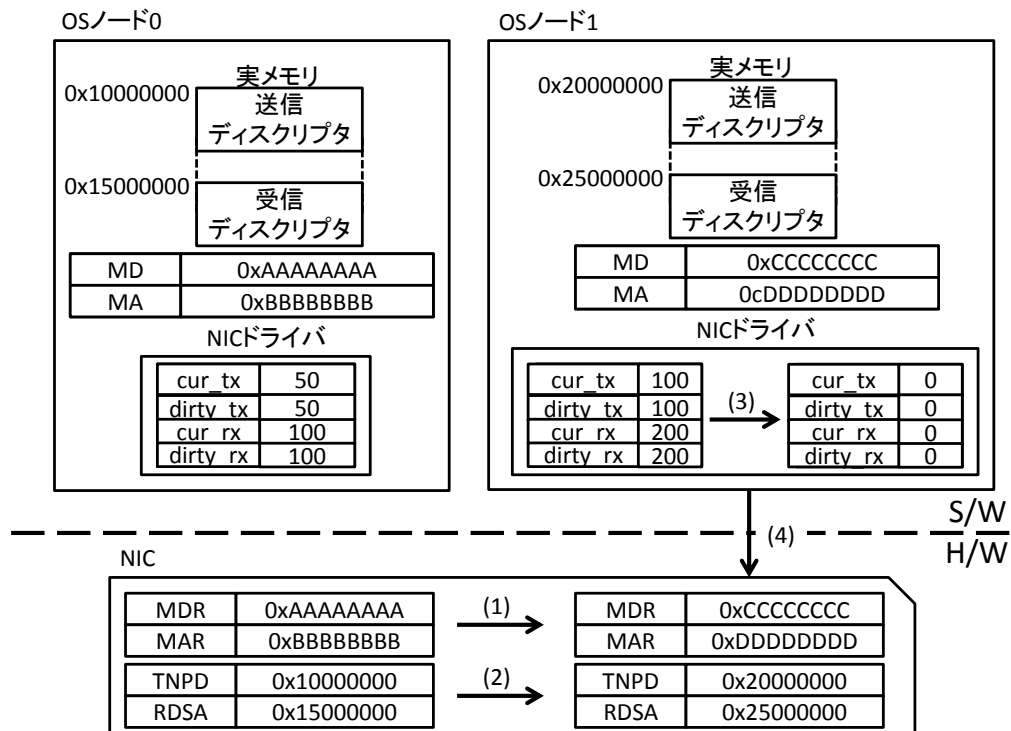 OSノード0
実メモリ
0x10000000
送信
ディスクリプタ
0x15000000
受信
ディスクリプタ
MD 0xAAAAAAAA
MA 0xBBBBBBBB
NICドライバ
cur_tx 50
dirty_tx 50
cur_rx 100
dirty_rx 100
OSノード1
実メモリ
0x20000000
送信
ディスクリプタ
0x25000000
受信
ディスクリプタ
MD 0xCCCCCCCC
MA 0cDDDDDDDD
NICドライバ
cur_tx 100
dirty_tx 100
cur_rx 200
dirty_rx 200
(3)
cur_tx 0
dirty_tx 0
cur_rx 0
dirty_rx 0
S/W
(4)
H/W
NIC
MDR 0xAAAAAAAA
MAR 0xBBBBBBBB
(1)
MDR 0xCCCCCCCC
MAR 0xDDDDDDDD
TNPD 0x10000000
RDSA 0x15000000
(2)
TNPD 0x20000000
RDSA 0x25000000